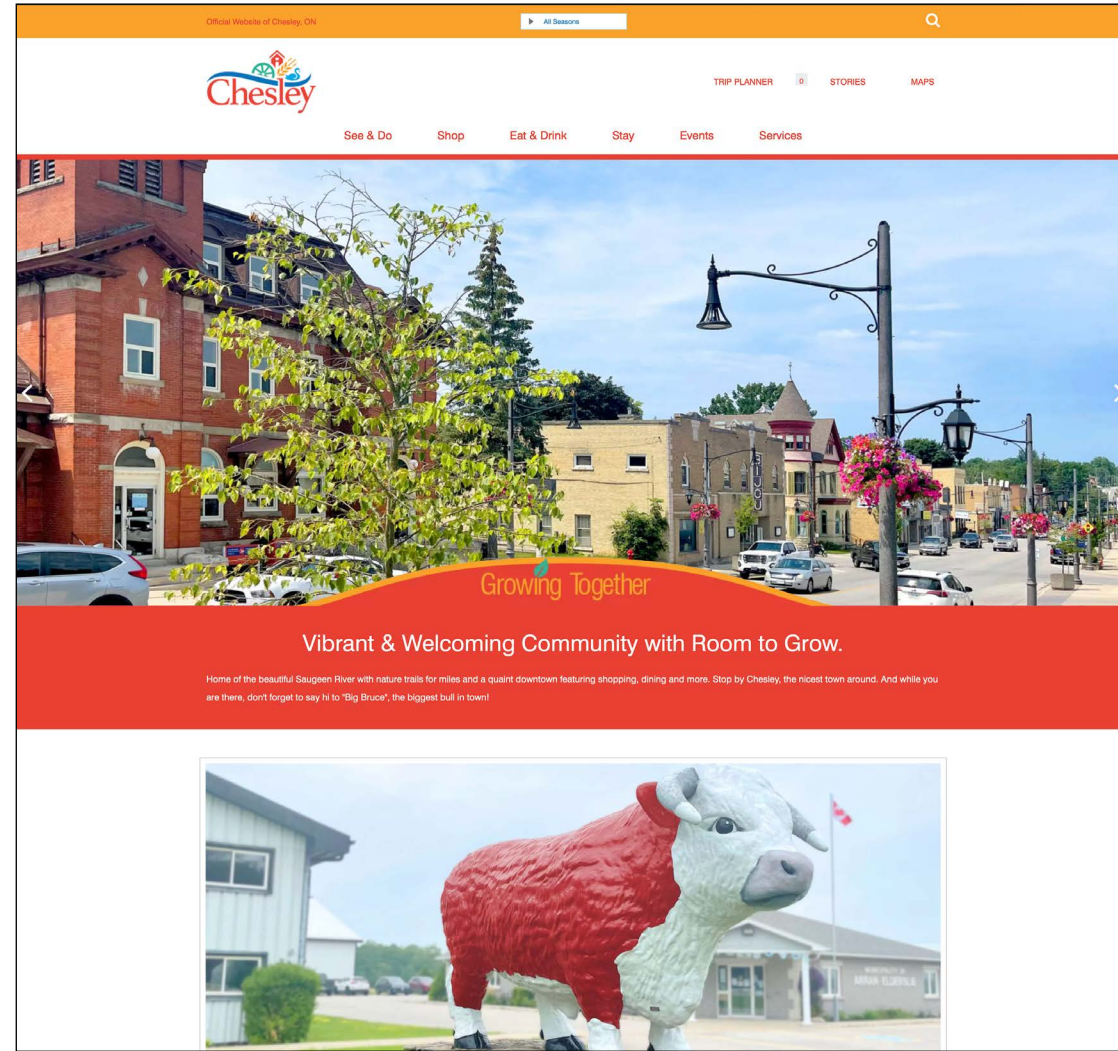 Official Website of Chesley, ON
All Seasons
Chesley
TRIP PLANNER 0 STORIES MAPS
See & Do Shop Eat & Drink Stay Events Services
BIJOU
Growing Together
Vibrant & Welcoming Community with Room to Grow.
Home of the beautiful Saugeen River with nature trails for miles and a quaint downtown featuring shopping, dining and more. Stop by Chesley, the nicest town around. And while you
are there, don't forget to say hi to "Big Bruce", the biggest bull in town!
MUNICIPALITY OF
ARRAN ELDERSLIE